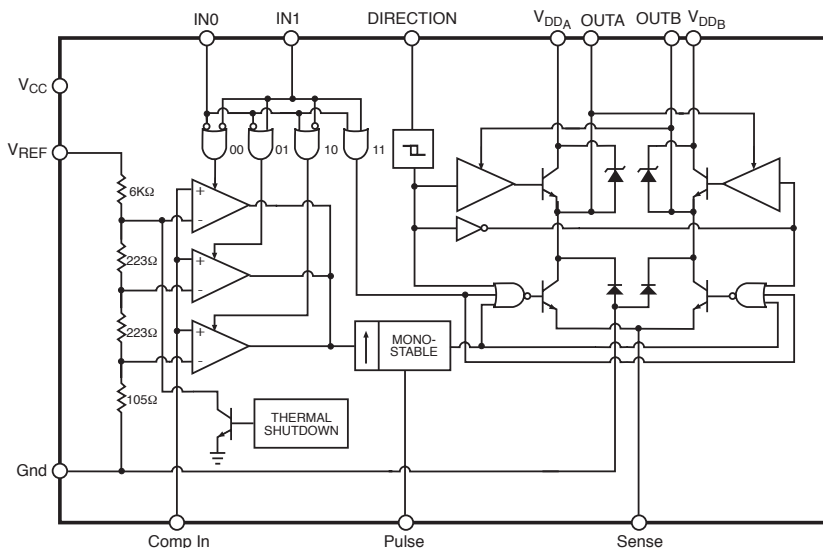 IN0 IN1 DIRECTION VDDA OUTA OUTB VDDB
VCC
VREF
00 01 10 11
6KΩ
+
-
223Ω
+
-
223Ω
+
-
MONO-
STABLE
105Ω
THERMAL
SHUTDOWN
Gnd
Comp In Pulse Sense